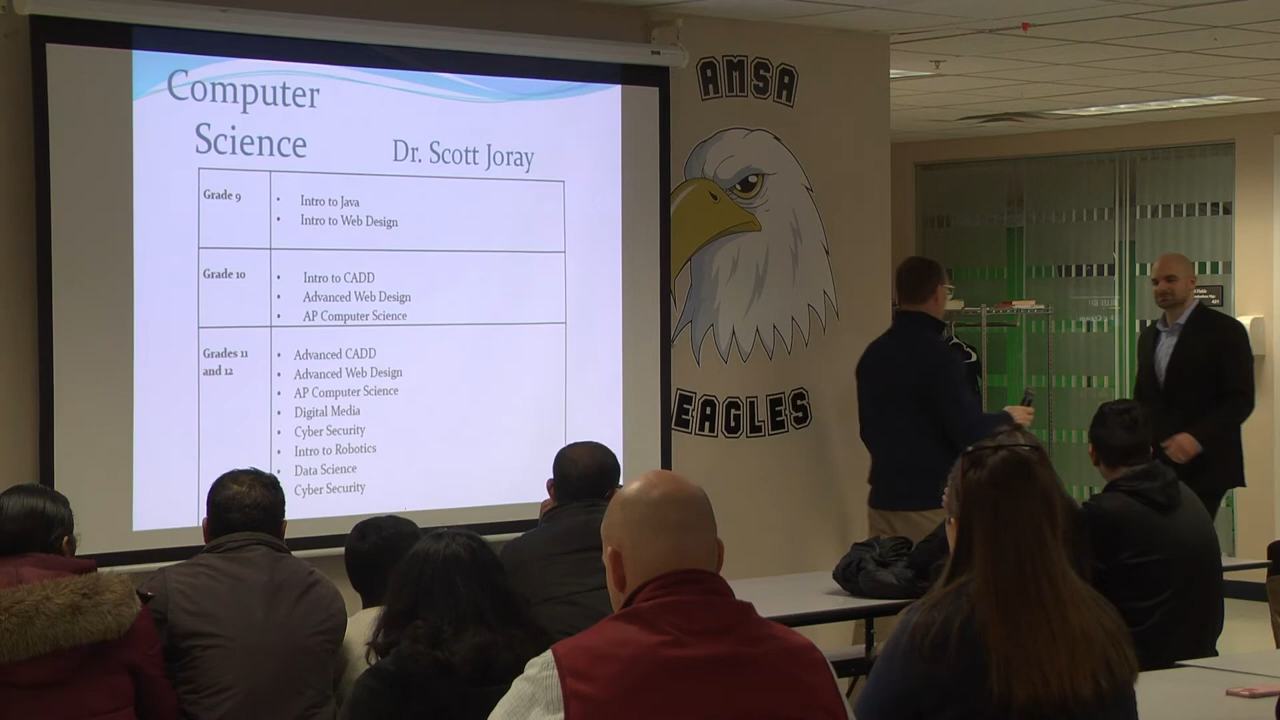 Computer
Science
Dr. Scott Joray
Grade 9
• Intro to Java
• Intro to Web Design
Grade 10
• Intro to CADD
• Advanced Web Design
• AP Computer Science
Grades 11
and 12
• Advanced CADD
• Advanced Web Design
• AP Computer Science
• Digital Media
• Cyber Security
• Intro to Robotics
• Data Science
Cyber Security
AMSA
EAGLES